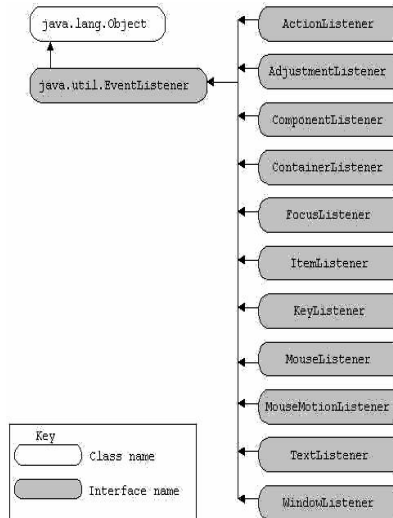 java.lang.Object
java.util.EventListener
ActionListener
AdjustmentListener
ComponentListener
ContainerListener
FocusListener
ItemListener
KeyListener
MouseListener
MouseMotionListener
TextListener
WindowListener
Key
Class name
Interface name